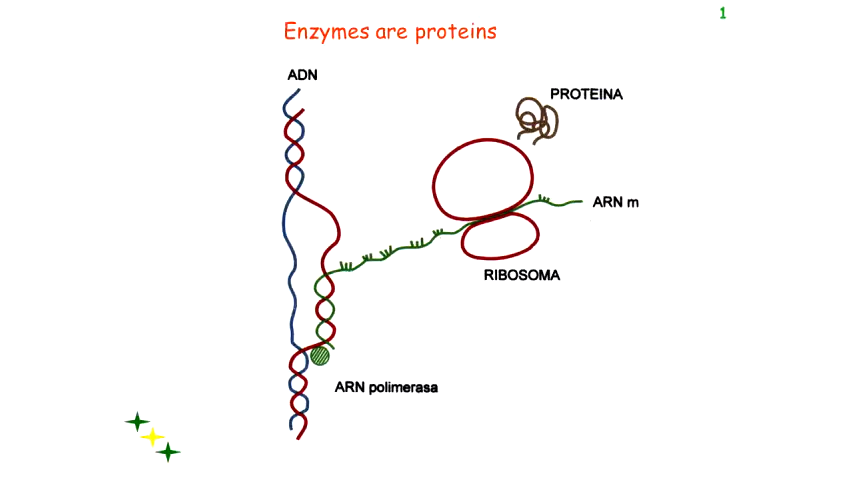 1
Enzymes are proteins
ADN
PROTEINA
ARN m
RIBOSOMA
ARN polimerasa